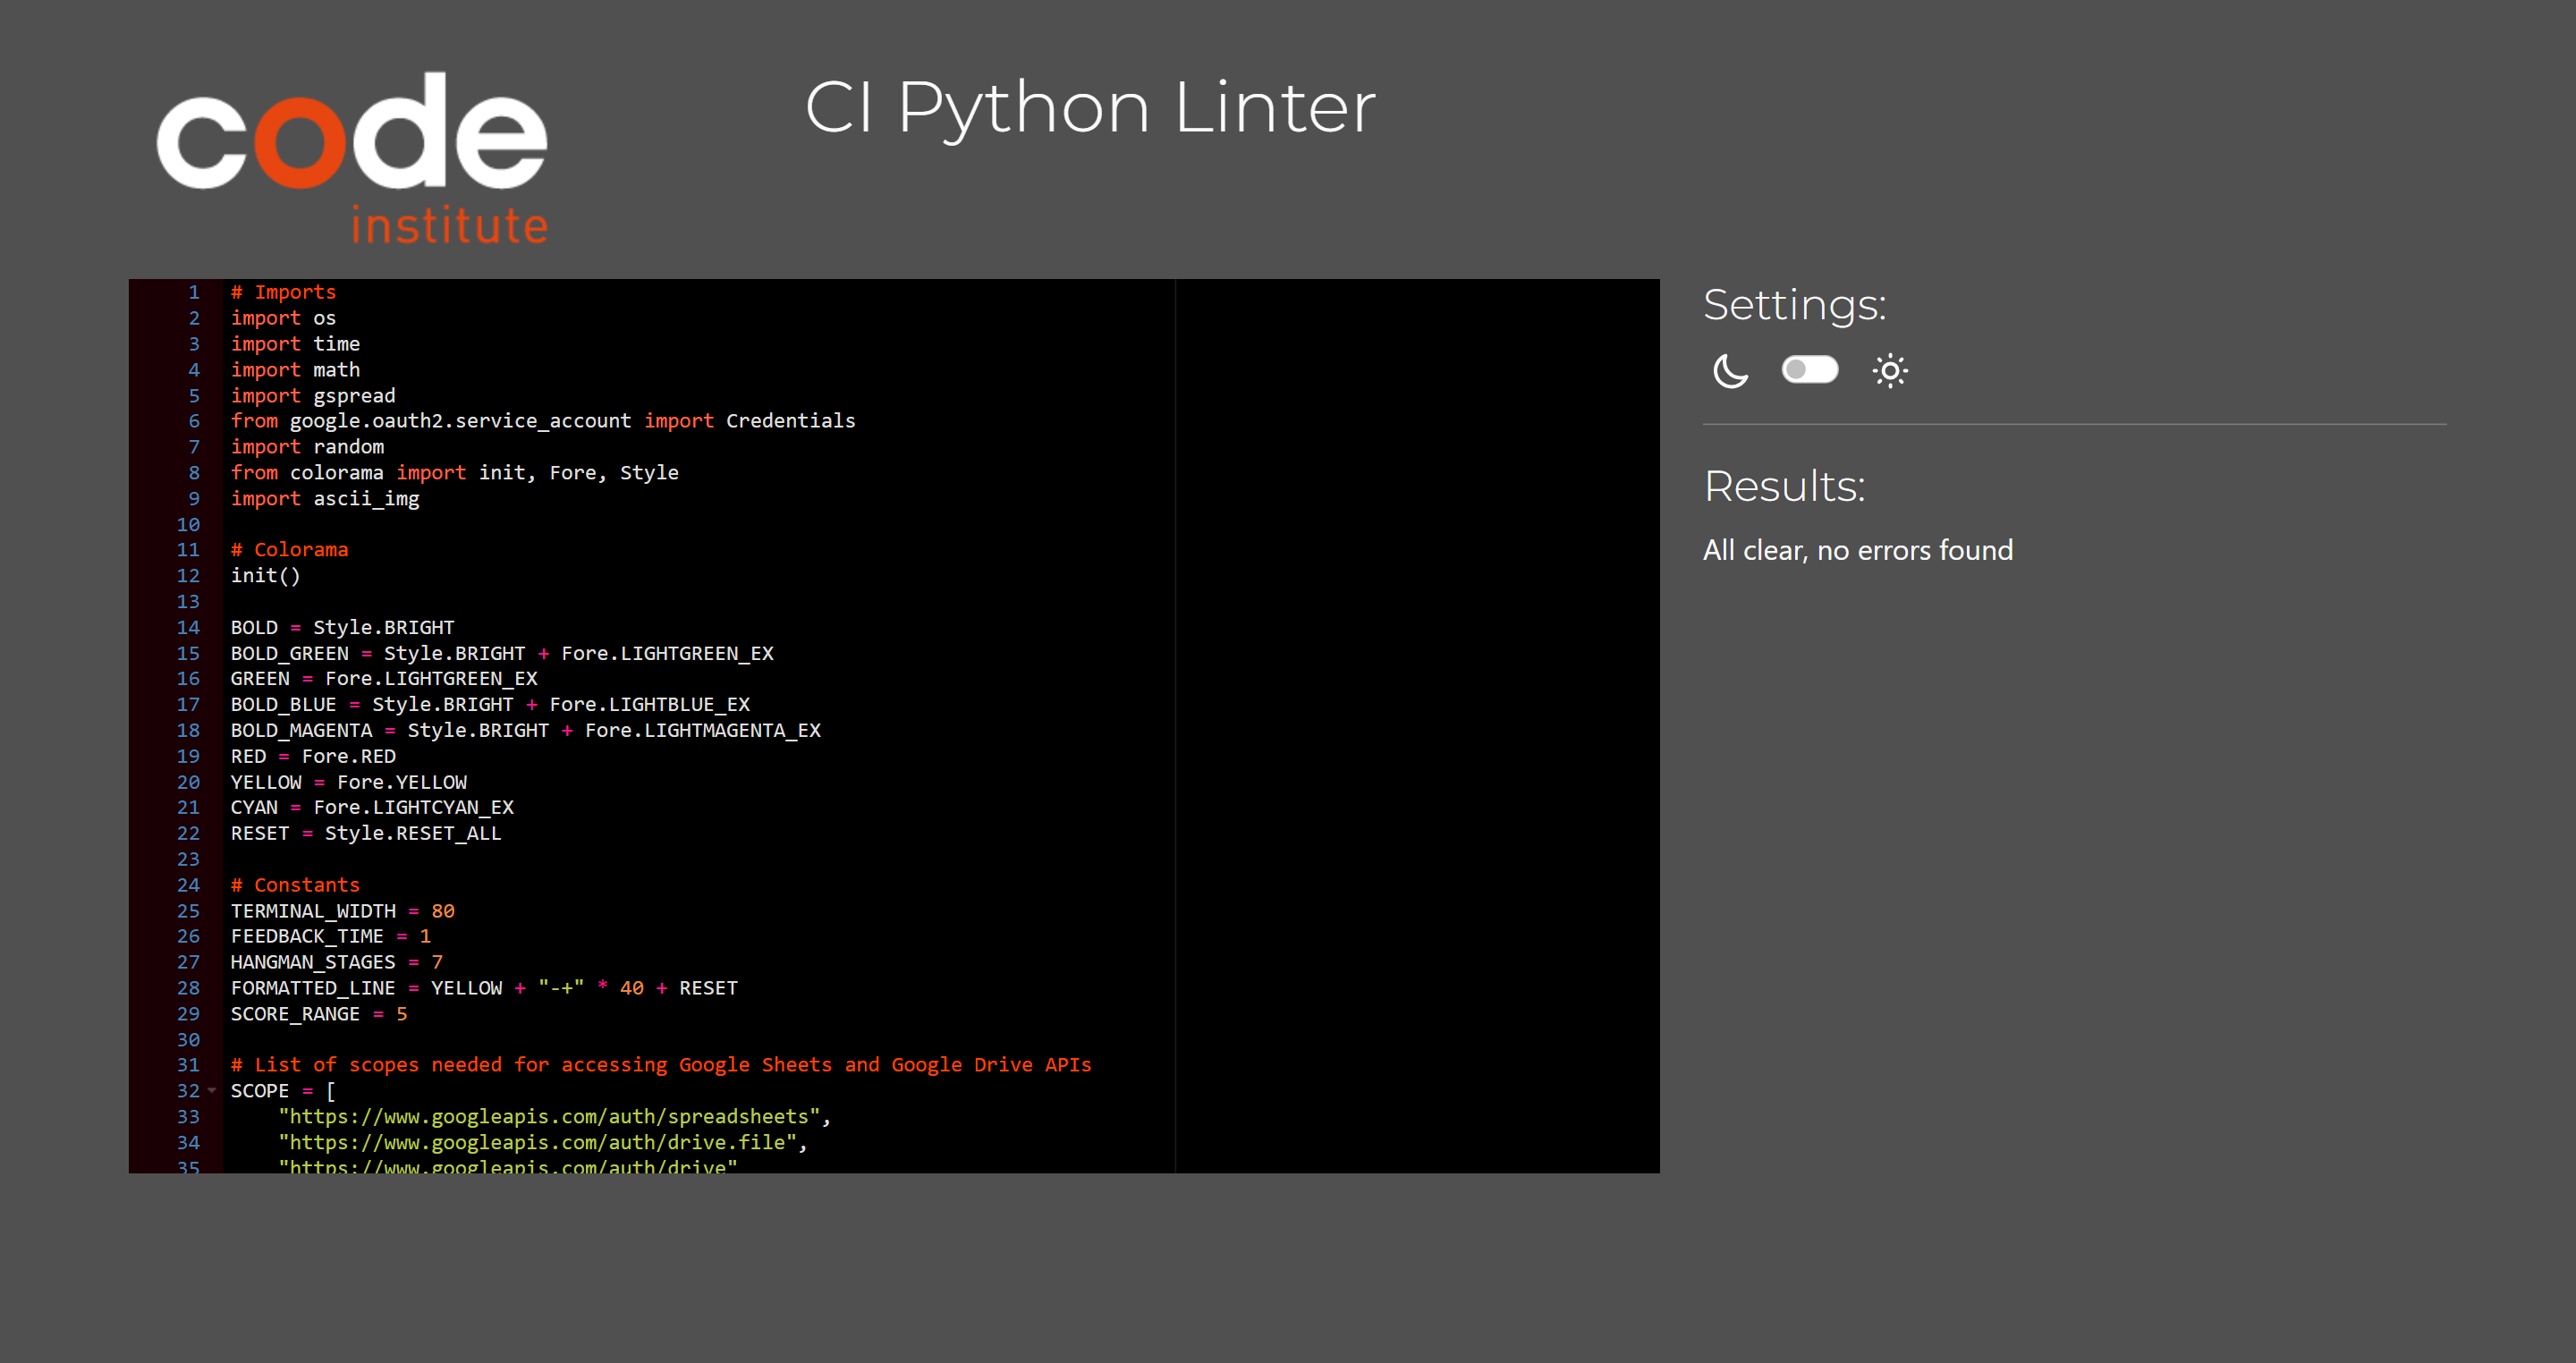 code
institute
CI Python Linter
1 # Imports
2 import os
3 import time
4 import math
5 import gspread
6 from google.oauth2.service_account import Credentials
7 import random
8 from colorama import init, Fore, Style
9 import ascii_img
10
11 # Colorama
12 init()
13
14 BOLD = Style.BRIGHT
15 BOLD_GREEN = Style.BRIGHT + Fore.LIGHTGREEN_EX
16 GREEN = Fore.LIGHTGREEN_EX
17 BOLD_BLUE = Style.BRIGHT + Fore.LIGHTBLUE_EX
18 BOLD_MAGENTA = Style.BRIGHT + Fore.LIGHTMAGENTA_EX
19 RED = Fore.RED
20 YELLOW = Fore.YELLOW
21 CYAN = Fore.LIGHTCYAN_EX
22 RESET = Style.RESET_ALL
23
24 # Constants
25 TERMINAL_WIDTH = 80
26 FEEDBACK_TIME = 1
27 HANGMAN_STAGES = 7
28 FORMATTED_LINE = YELLOW + "-+" * 40 + RESET
29 SCORE_RANGE = 5
30
31 # List of scopes needed for accessing Google Sheets and Google Drive APIs
32 SCOPE = [
33     "https://www.googleapis.com/auth/spreadsheets",
34     "https://www.googleapis.com/auth/drive.file",
35     "https://www.googleapis.com/auth/drive"
Settings:
Results:
All clear, no errors found